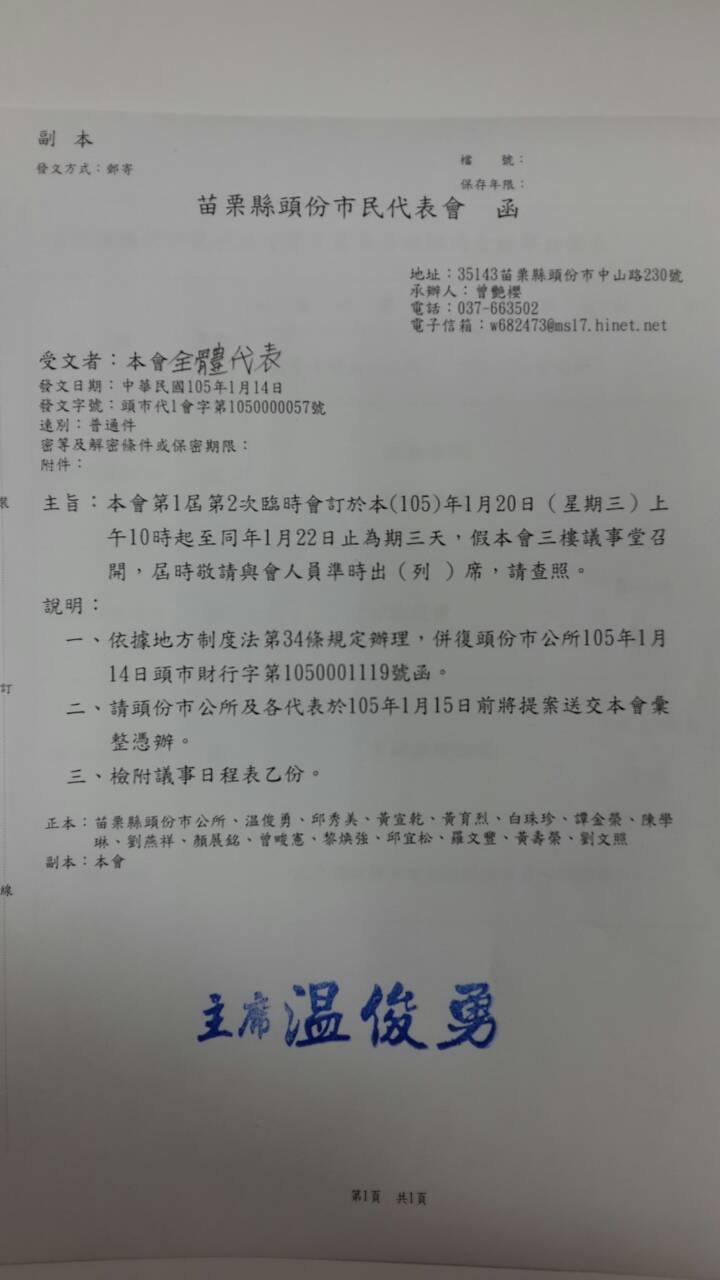 副 本
發文方式：郵寄
檔 號：
保存年限：
苗栗縣頭份市民代表會 函
地址：35143苗栗縣頭份市中山路230號
承辦人：曾艷櫻
電話：037-663502
電子信箱：w682473@ms17.hinet.net
受文者：本會全體代表
發文日期：中華民國105年1月14日
發文字號：頭市代1會字第1050000057號
速別：普通件
密等及解密條件或保密期限：
附件：
主旨：本會第1屆第2次臨時會訂於本(105)年1月20日（星期三）上
午10時起至同年1月22日止為期三天，假本會三樓議事堂召
開，屆時敬請與會人員準時出（列 ）席，請查照。
說明：
一、依據地方制度法第34條規定辦理，併復頭份市公所105年1月
14日頭市財行字第1050001119號函。
二、請頭份市公所及各代表於105年1月15日前將提案送交本會彙
整憑辦。
三、檢附議事日程表乙份。
正本：苗栗縣頭份市公所、温俊勇、邱秀美、黃宣乾、黃育烈、白珠珍、譚金榮、陳學
琳、劉燕祥、顏展銘、曾畯憲、黎煥強、邱宜松、羅文豐、黃壽榮、劉文照
副本：本會
訂
線
主席 温俊勇
第1頁 共1頁